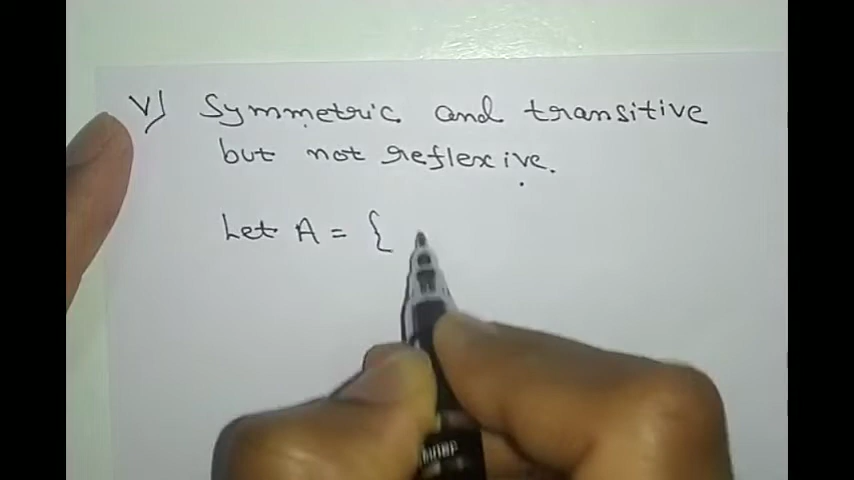 v) Symmetric and transitive
but not reflexive.
Let A = {